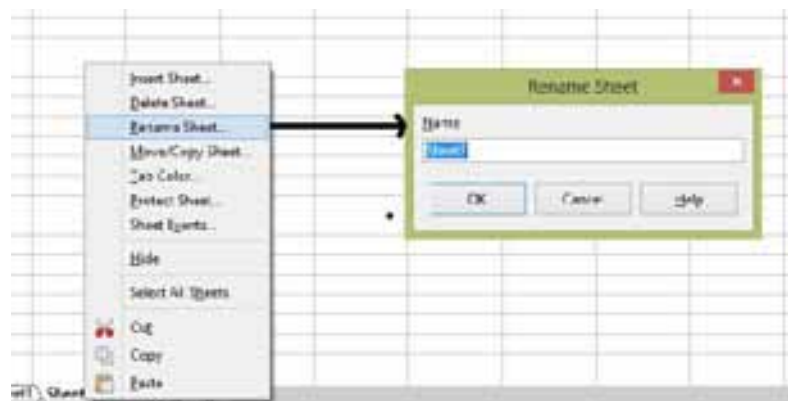 Insert Sheet...
Delete Sheet...
Rename Sheet...
Move/Copy Sheet...
Tab Color...
Protect Sheet...
Sheet Events...
Hide
Select All Sheets
Cut
Copy
Paste
Rename Sheet
Name
OK
Cancel
Help